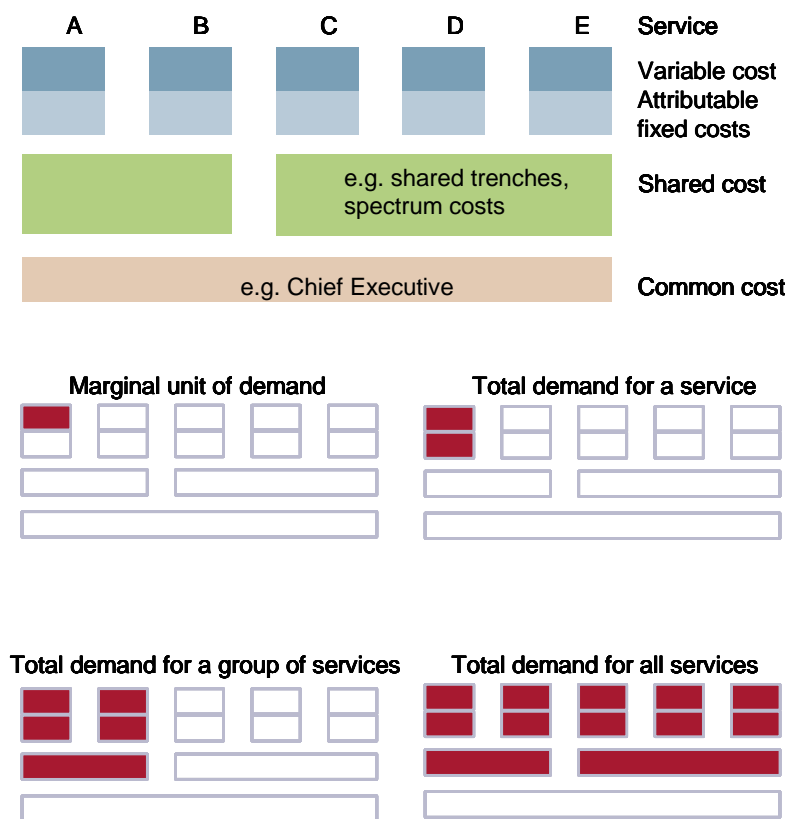 A B C D E Service
Variable cost
Attributable
fixed costs
e.g. shared trenches,
spectrum costs
Shared cost
e.g. Chief Executive Common cost
Marginal unit of demand
Total demand for a service
Total demand for a group of services
Total demand for all services